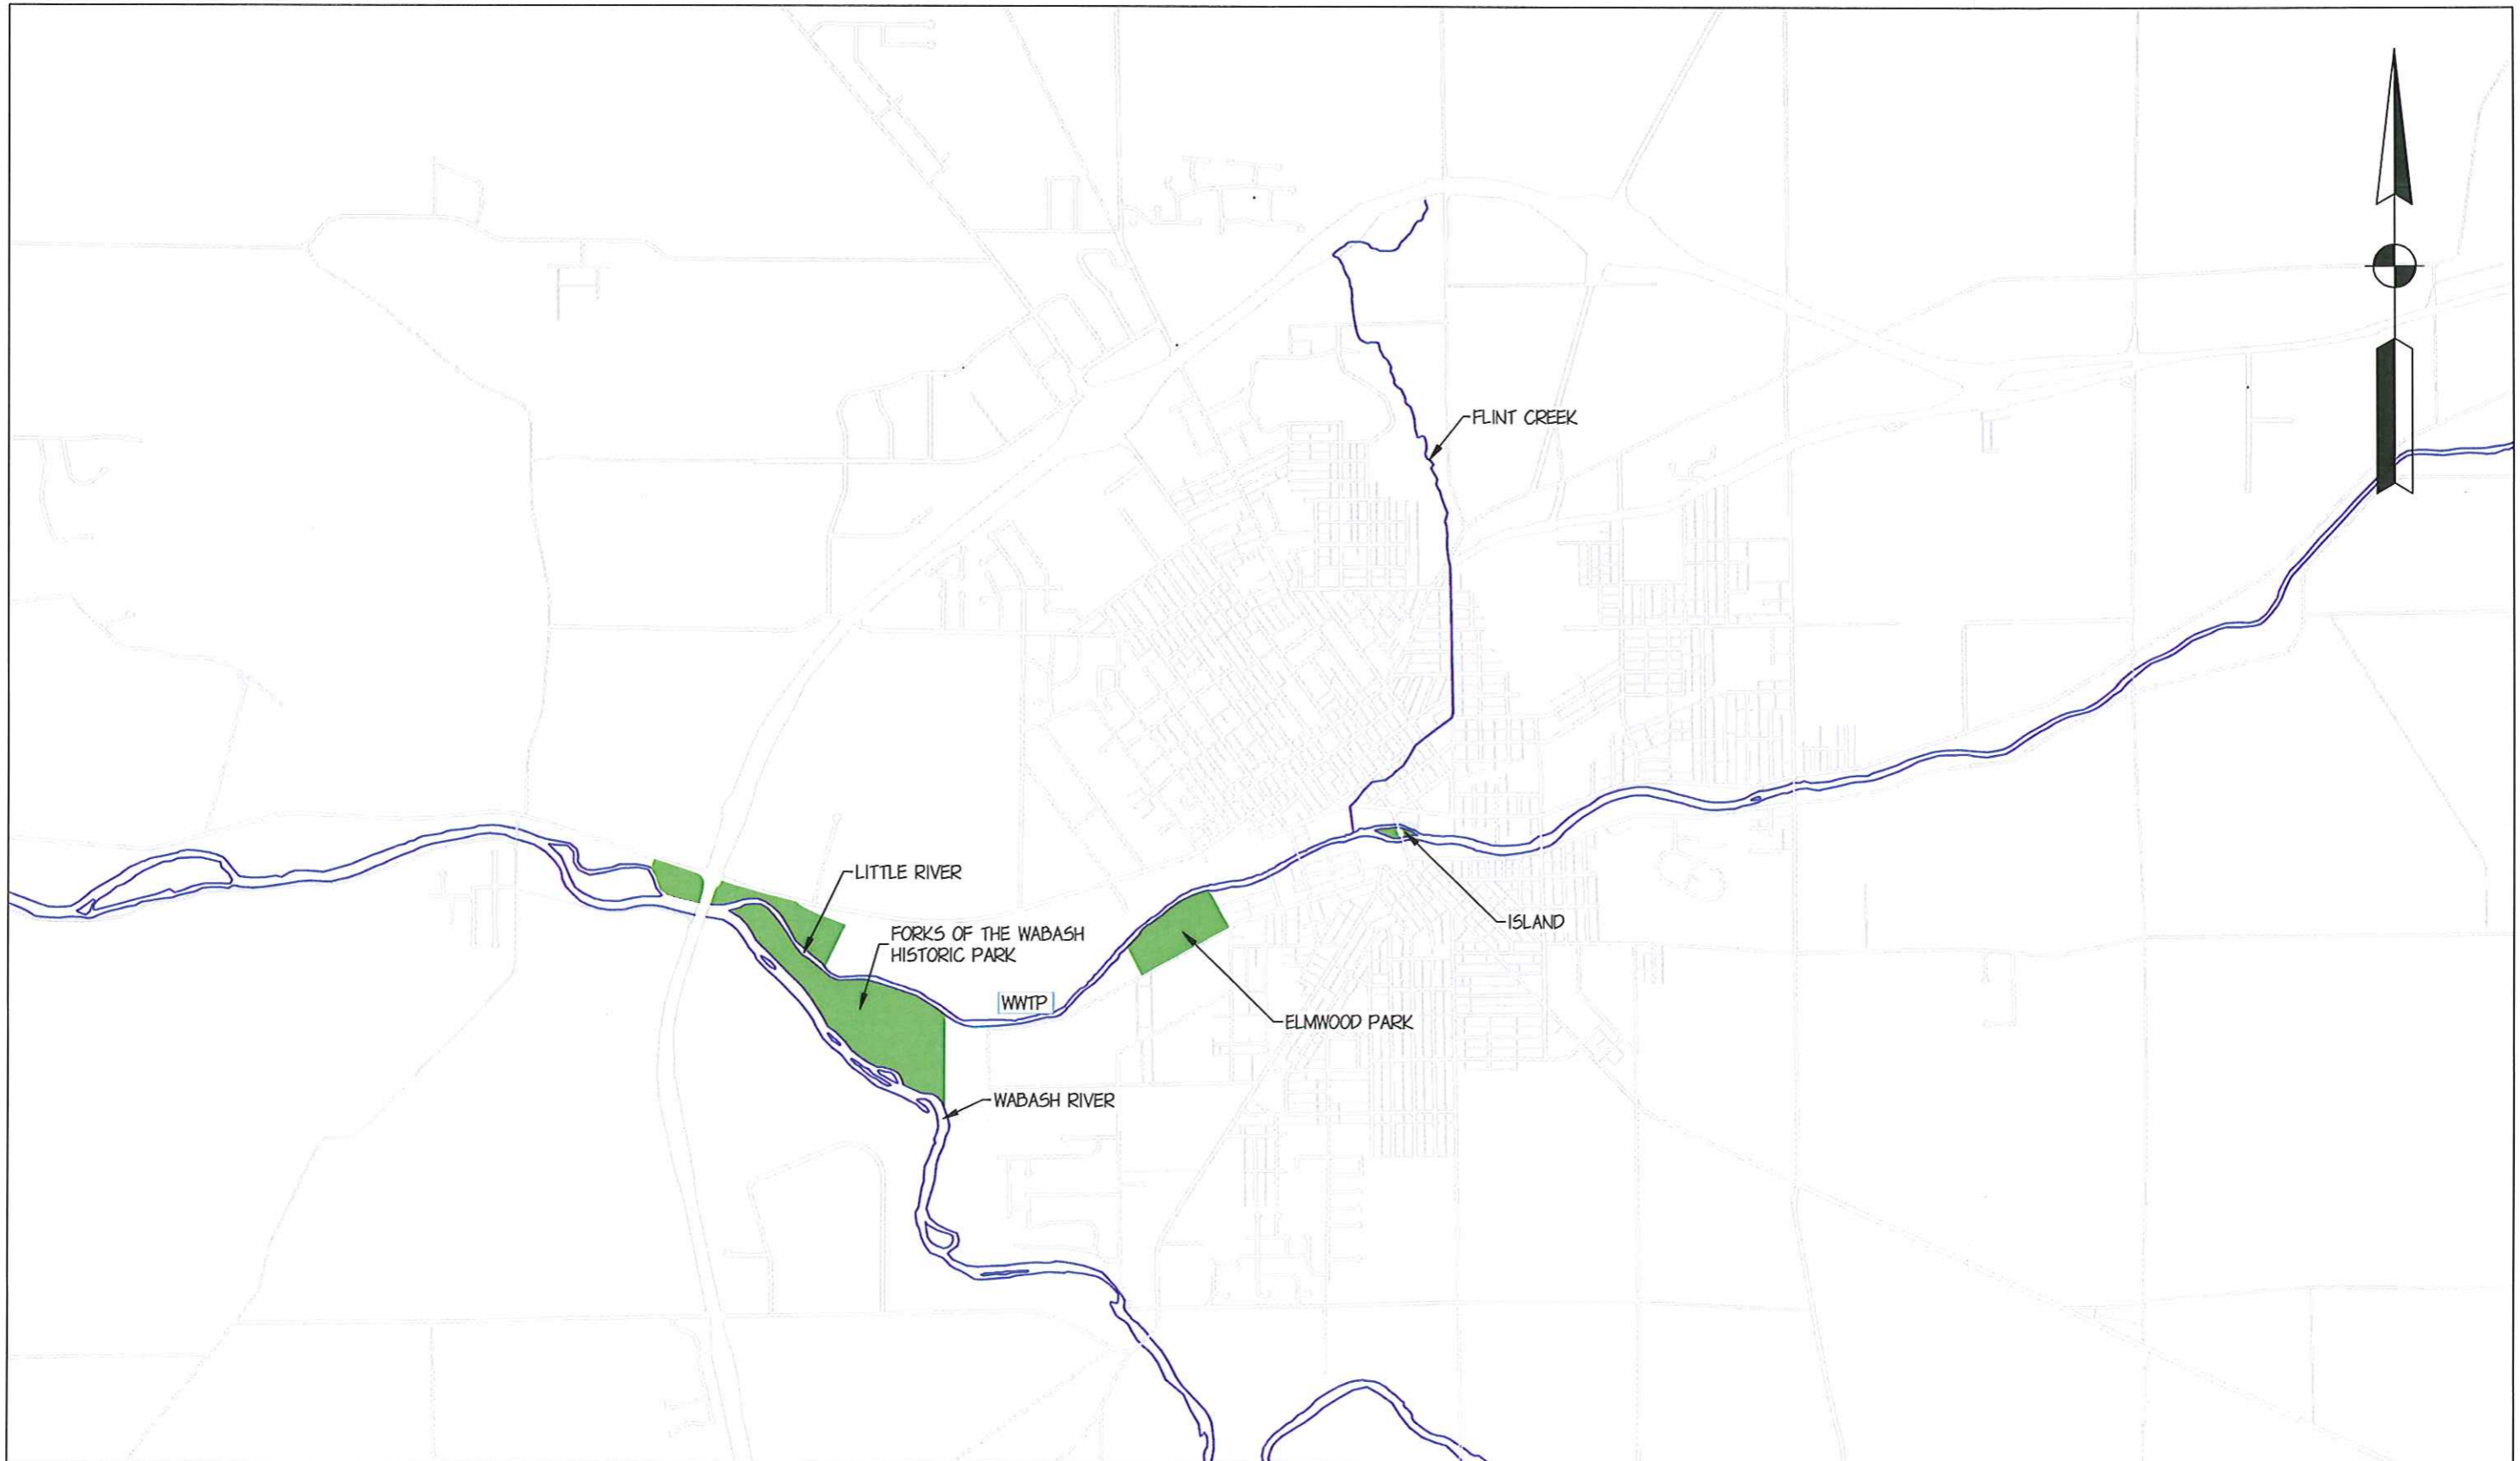 FLINT CREEK
LITTLE RIVER
FORKS OF THE WABASH
HISTORIC PARK
ISLAND
WWTP
ELMWOOD PARK
WABASH RIVER